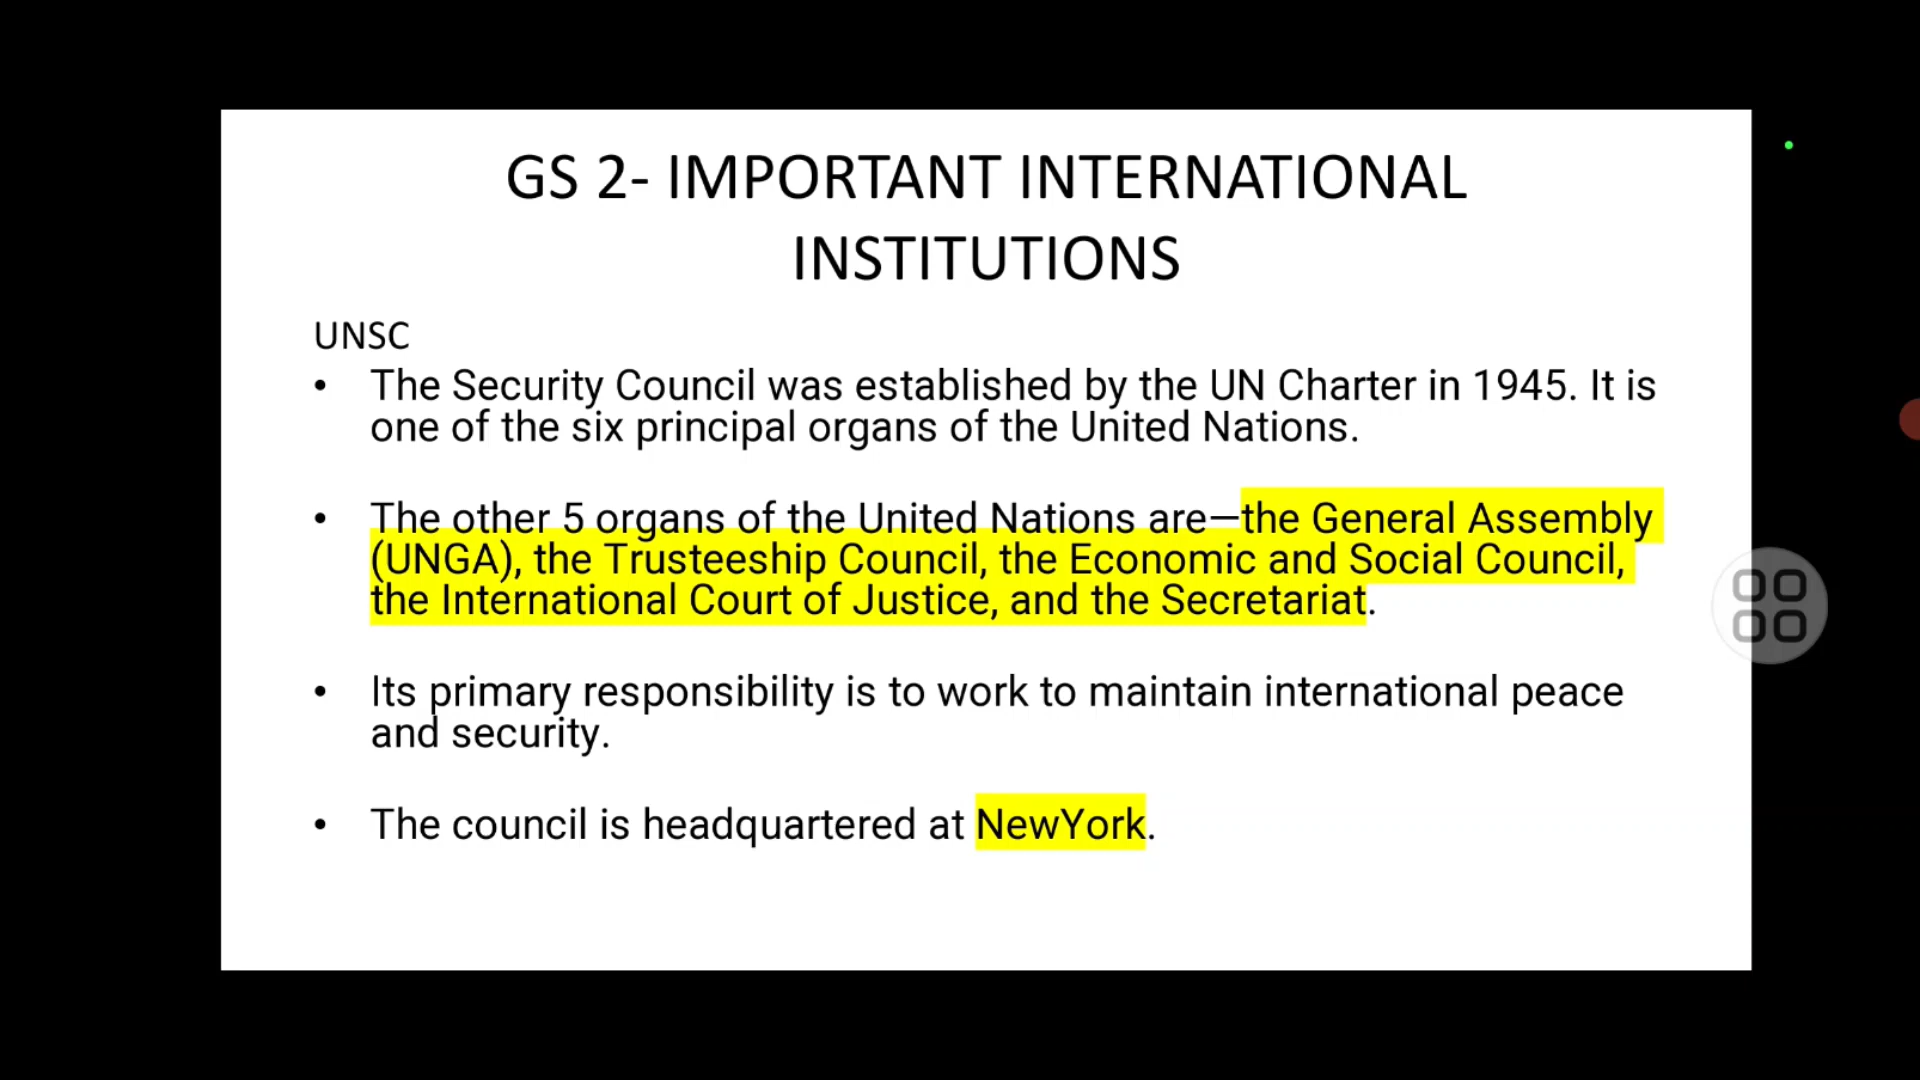 GS 2- IMPORTANT INTERNATIONAL
INSTITUTIONS
UNSC
• The Security Council was established by the UN Charter in 1945. It is
one of the six principal organs of the United Nations.
• The other 5 organs of the United Nations are—the General Assembly
(UNGA), the Trusteeship Council, the Economic and Social Council,
the International Court of Justice, and the Secretariat.
• Its primary responsibility is to work to maintain international peace
and security.
• The council is headquartered at NewYork.